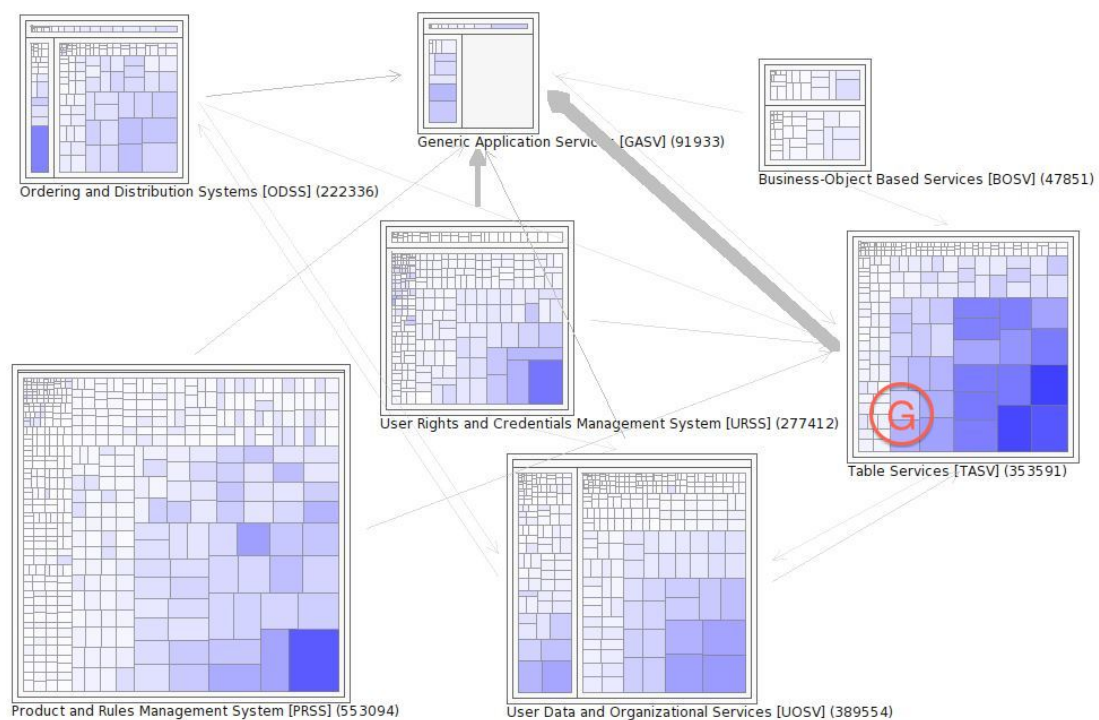 Generic Application Services [GASV] (91933)
Business-Object Based Services [BOSV] (47851)
Ordering and Distribution Systems [ODSS] (222336)
User Rights and Credentials Management System [URSS] (277412)
G
Table Services [TASV] (353591)
Product and Rules Management System [PRSS] (553094)
User Data and Organizational Services [UOSV] (389554)